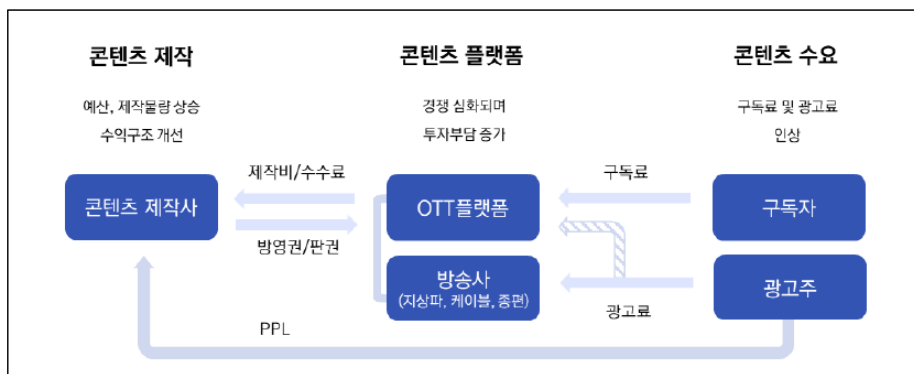 콘텐츠 제작
콘텐츠 플랫폼
콘텐츠 수요
예산, 제작물량 상승
수익구조 개선
경쟁 심화되며
투자부담 증가
구독료 및 광고료
인상
제작비/수수료
구독료
콘텐츠 제작사
OTT플랫폼
구독자
방영권/판권
방송사
(지상파, 케이블, 종편)
광고주
광고료
PPL